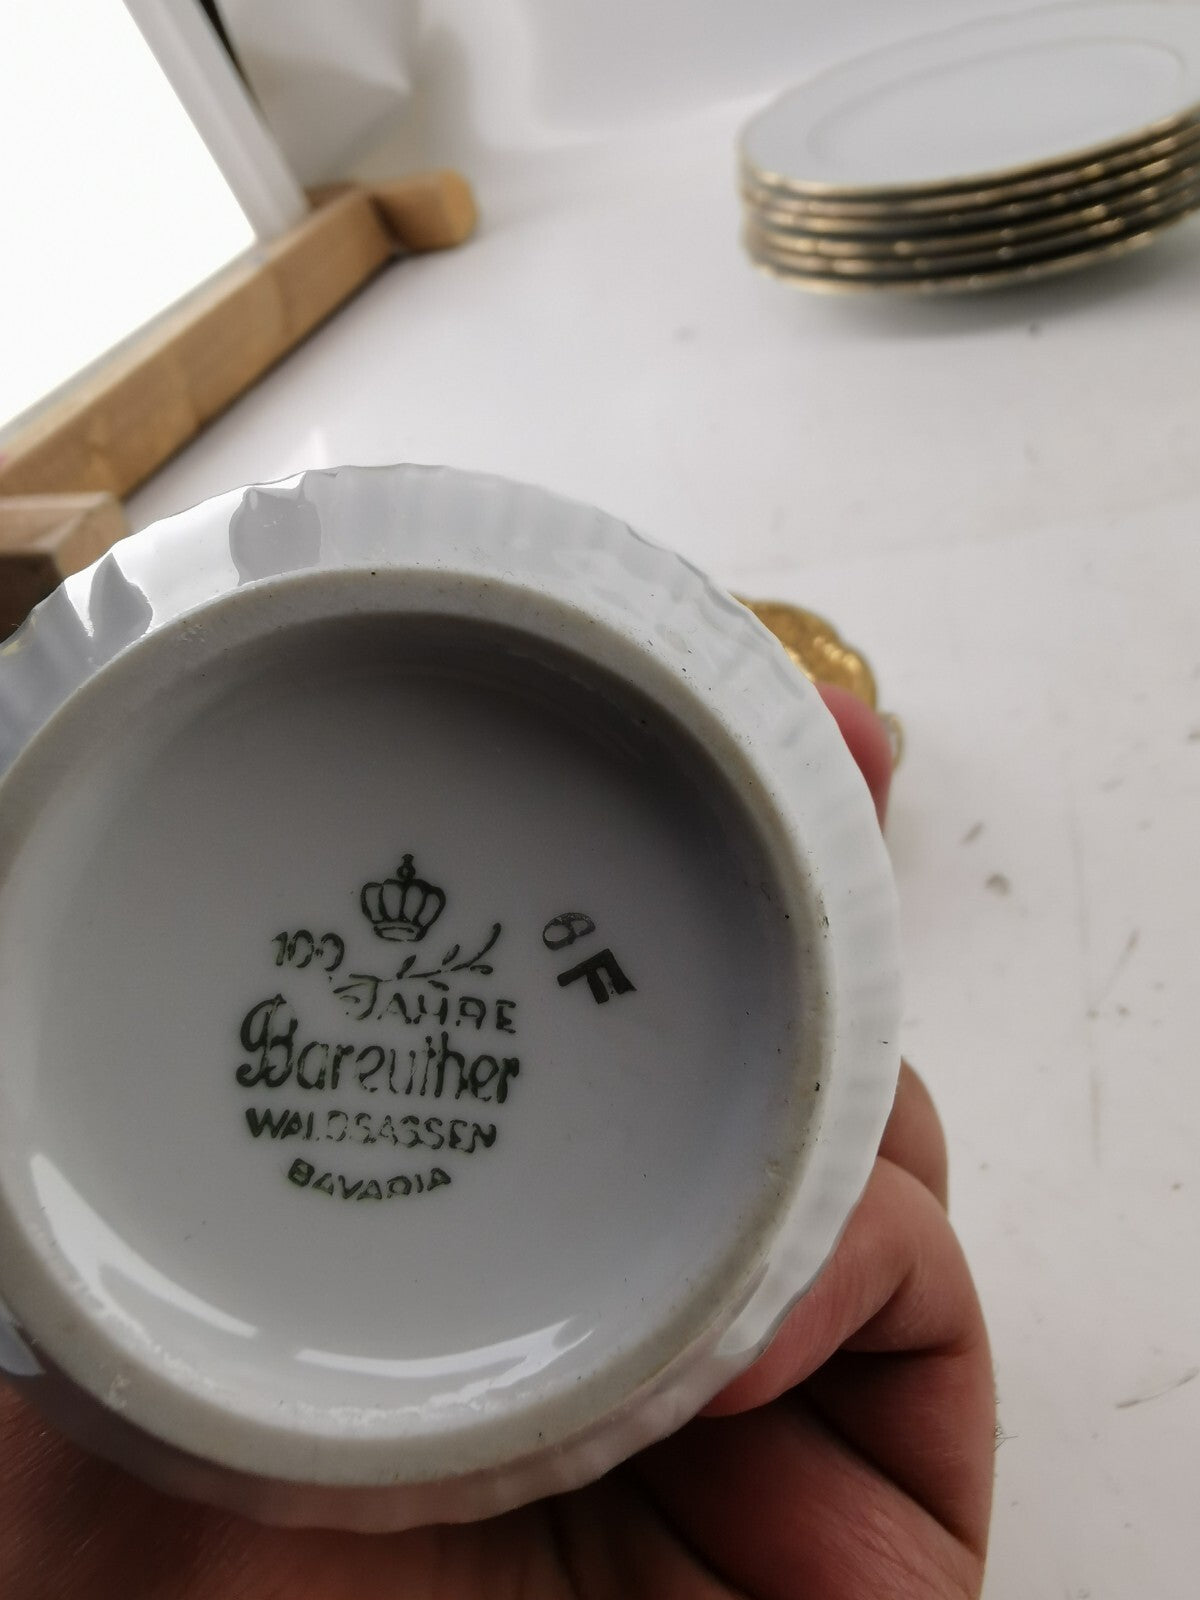 100
JAHRE
Bareuther
WALDSASSEN
BAVARIA
6F